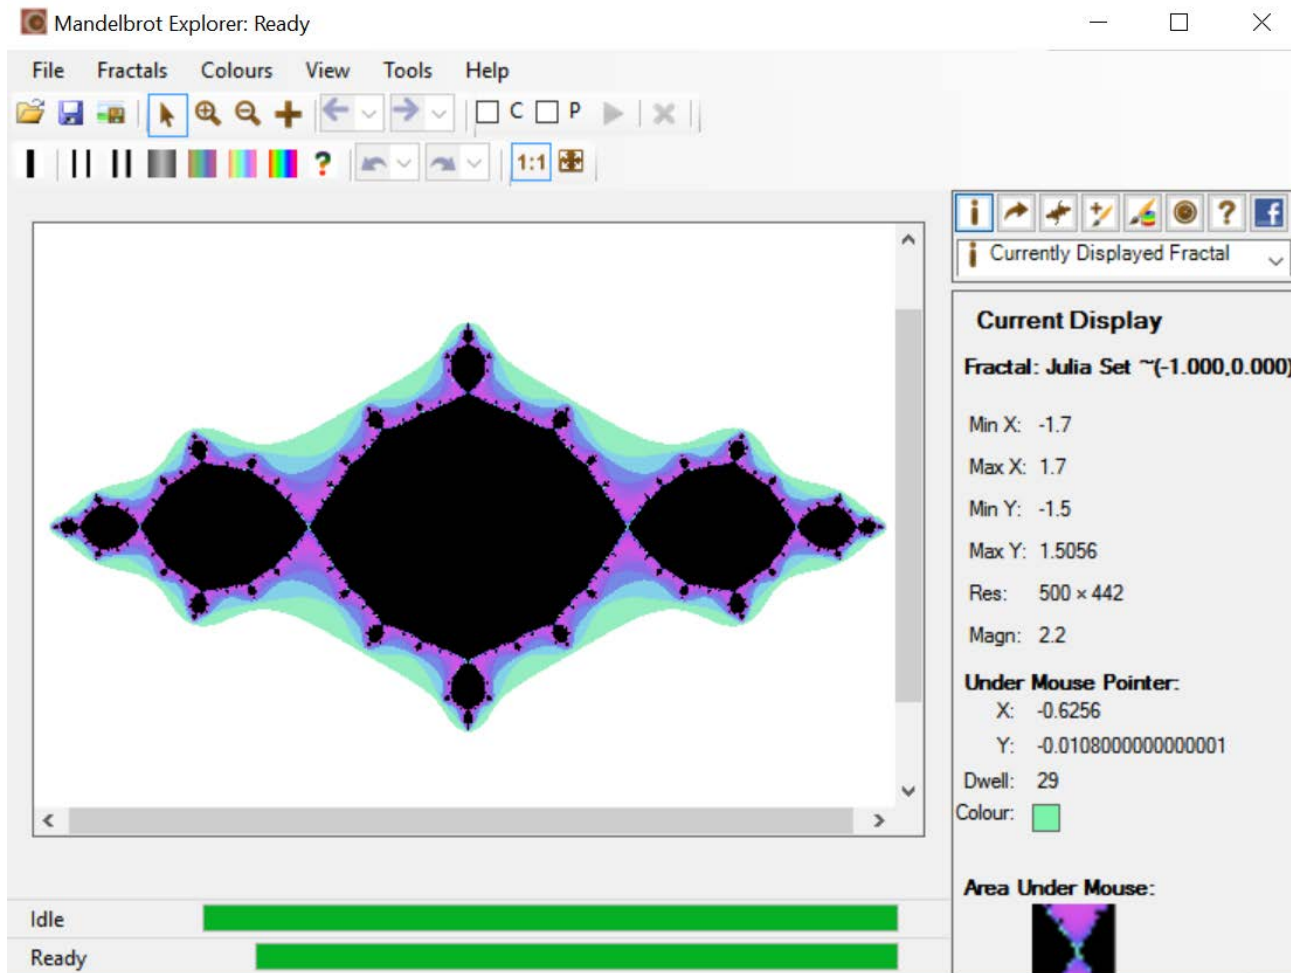 Mandelbrot Explorer: Ready
File Fractals Colours View Tools Help
C P
? 1:1
i ? f
i Currently Displayed Fractal
Current Display
Fractal: Julia Set ~(-1.000,0.000)
Min X: -1.7
Max X: 1.7
Min Y: -1.5
Max Y: 1.5056
Res: 500 × 442
Magn: 2.2
Under Mouse Pointer:
X: -0.6256
Y: -0.0108000000000001
Dwell: 29
Colour:
Area Under Mouse:
Idle
Ready